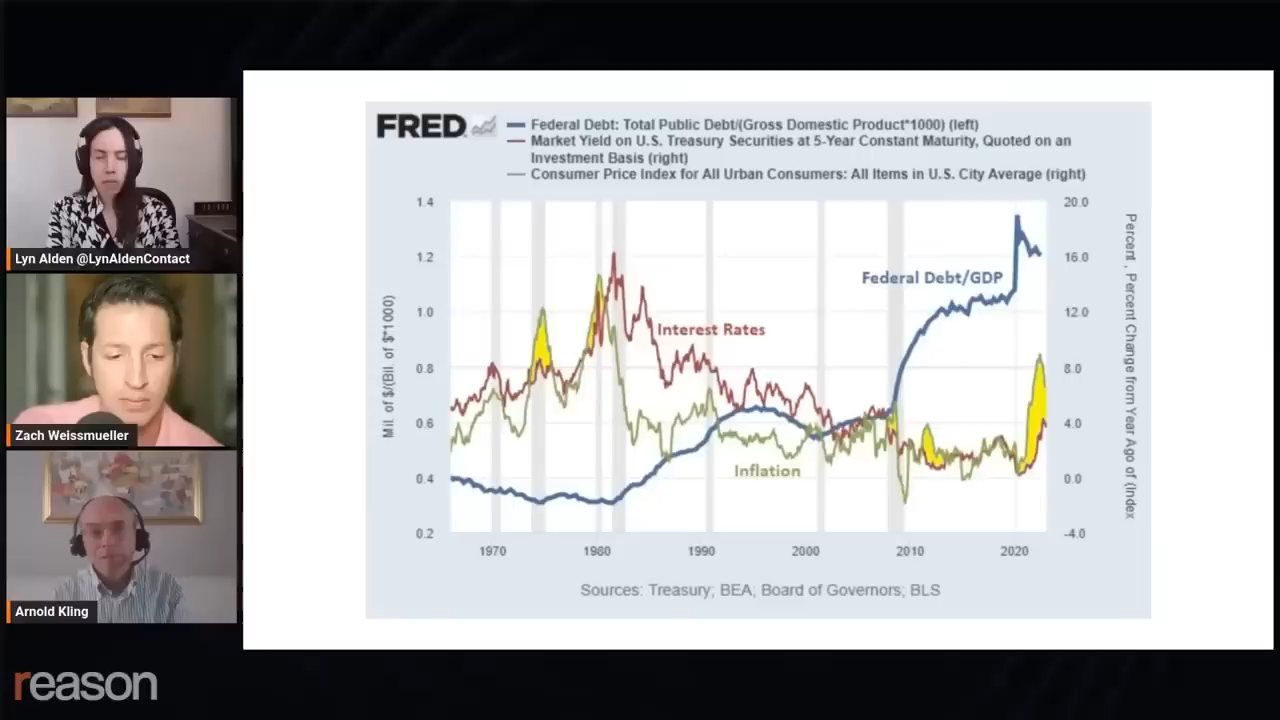 Lyn Alden @LynAldenContact
Zach Weissmueller
Arnold Kling
reason
FRED
Federal Debt: Total Public Debt/(Gross Domestic Product*1000) (left)
Market Yield on U.S. Treasury Securities at 5-Year Constant Maturity, Quoted on an
Investment Basis (right)
Consumer Price Index for All Urban Consumers: All Items in U.S. City Average (right)
1.4
1.2
1.0
0.8
0.6
0.4
0.2
Mil. of $/(Bil. of $*1000)
Federal Debt/GDP
Interest Rates
Inflation
20.0
16.0
12.0
8.0
4.0
0.0
-4.0
Percent , Percent Change from Year Ago of (Index
1970 1980 1990 2000 2010 2020
Sources: Treasury; BEA; Board of Governors; BLS